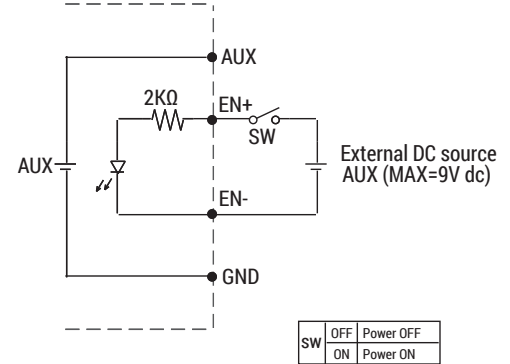 AUX
2KΩ
EN+
SW
AUX
External DC source
AUX (MAX=9V dc)
EN-
GND
SW OFF Power OFF
ON Power ON